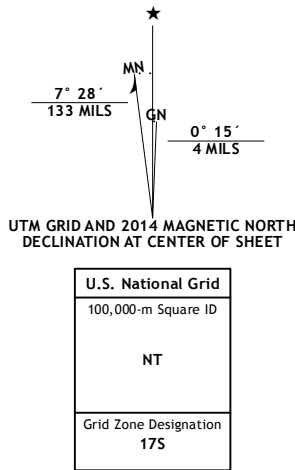 ★
MN
7° 28´
133 MILS
GN
0° 15´
4 MILS
UTM GRID AND 2014 MAGNETIC NORTH
DECLINATION AT CENTER OF SHEET
U.S. National Grid
100,000-m Square ID
NT
Grid Zone Designation
17S